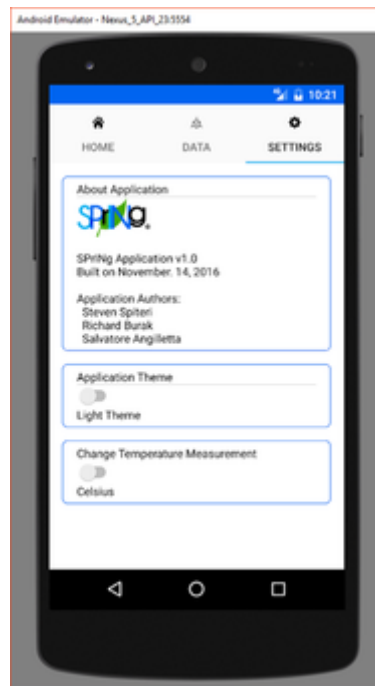 Android Emulator - Nexus_5_API_23:5554
10:21
HOME DATA SETTINGS
About Application
SPriNg.
SPriNg Application v1.0
Built on November. 14, 2016
Application Authors:
Steven Spiteri
Richard Burak
Salvatore Angilletta
Application Theme
Light Theme
Change Temperature Measurement
Celsius